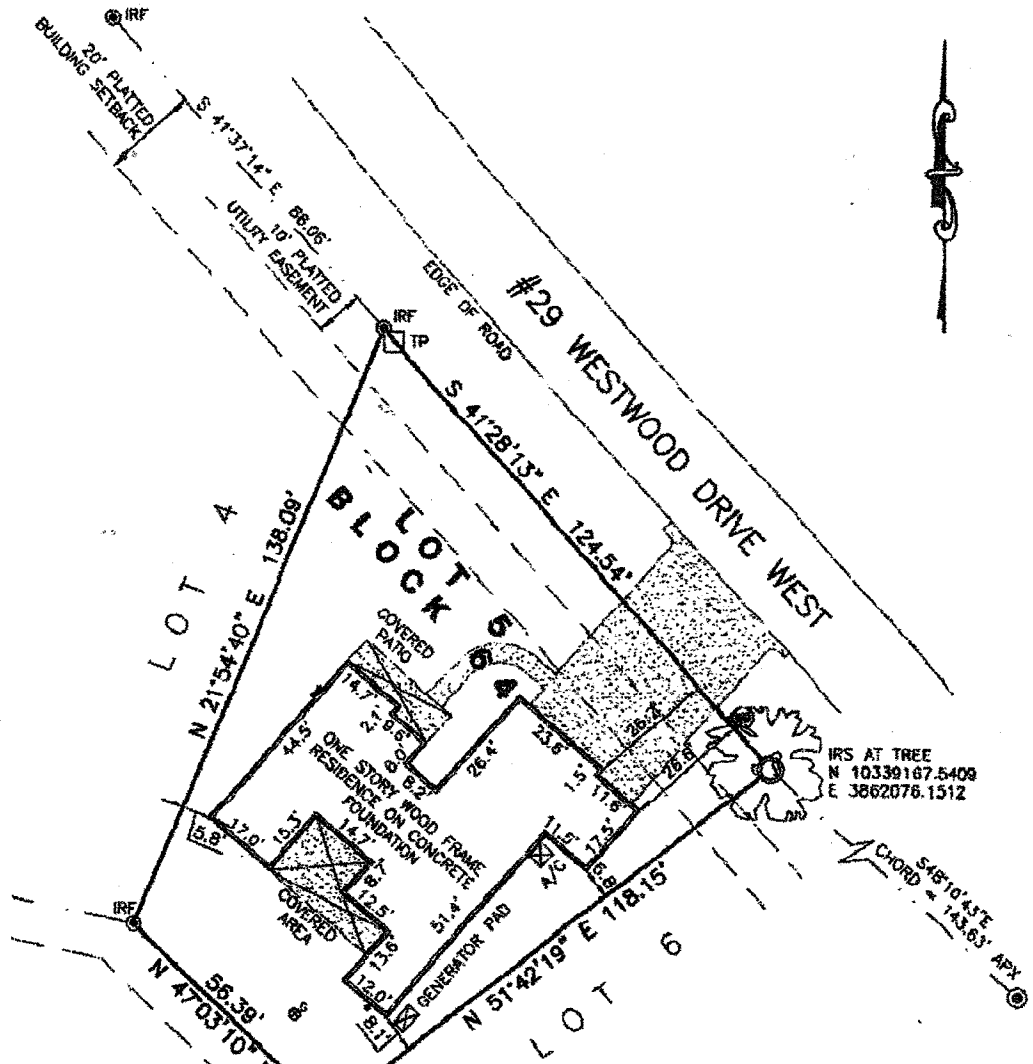 IRF
20' PLATTED
BUILDING SETBACK
S 41°37'14" E 86.06'
10' PLATTED
UTILITY EASEMENT
IRF
TP
EDGE OF ROAD
#29 WESTWOOD DRIVE WEST
S 41°28'13" E 124.54'
LOT 4
N 21°54'40" E 138.09'
LOT 5
BLOCK 64
COVERED
PATIO
14.7'
2.1'
9.6'
6.0'
8.2'
26.4'
23.6'
1.5'
11.6'
26.2'
26.6'
44.5'
ONE STORY WOOD FRAME
RESIDENCE ON CONCRETE
FOUNDATION
IRS AT TREE
N 10339167.5409
E 3862076.1512
5.8'
17.0'
15.3'
14.7'
12.5'
11.5'
17.5'
6.8'
A/C
COVERED
AREA
51.4'
13.6'
12.0'
GENERATOR PAD
8.1'
N 51°42'19" E 118.15'
S48°10'43"E
CHORD = 143.63' APX
LOT 6
IRF
56.39'
N 47°03'10"